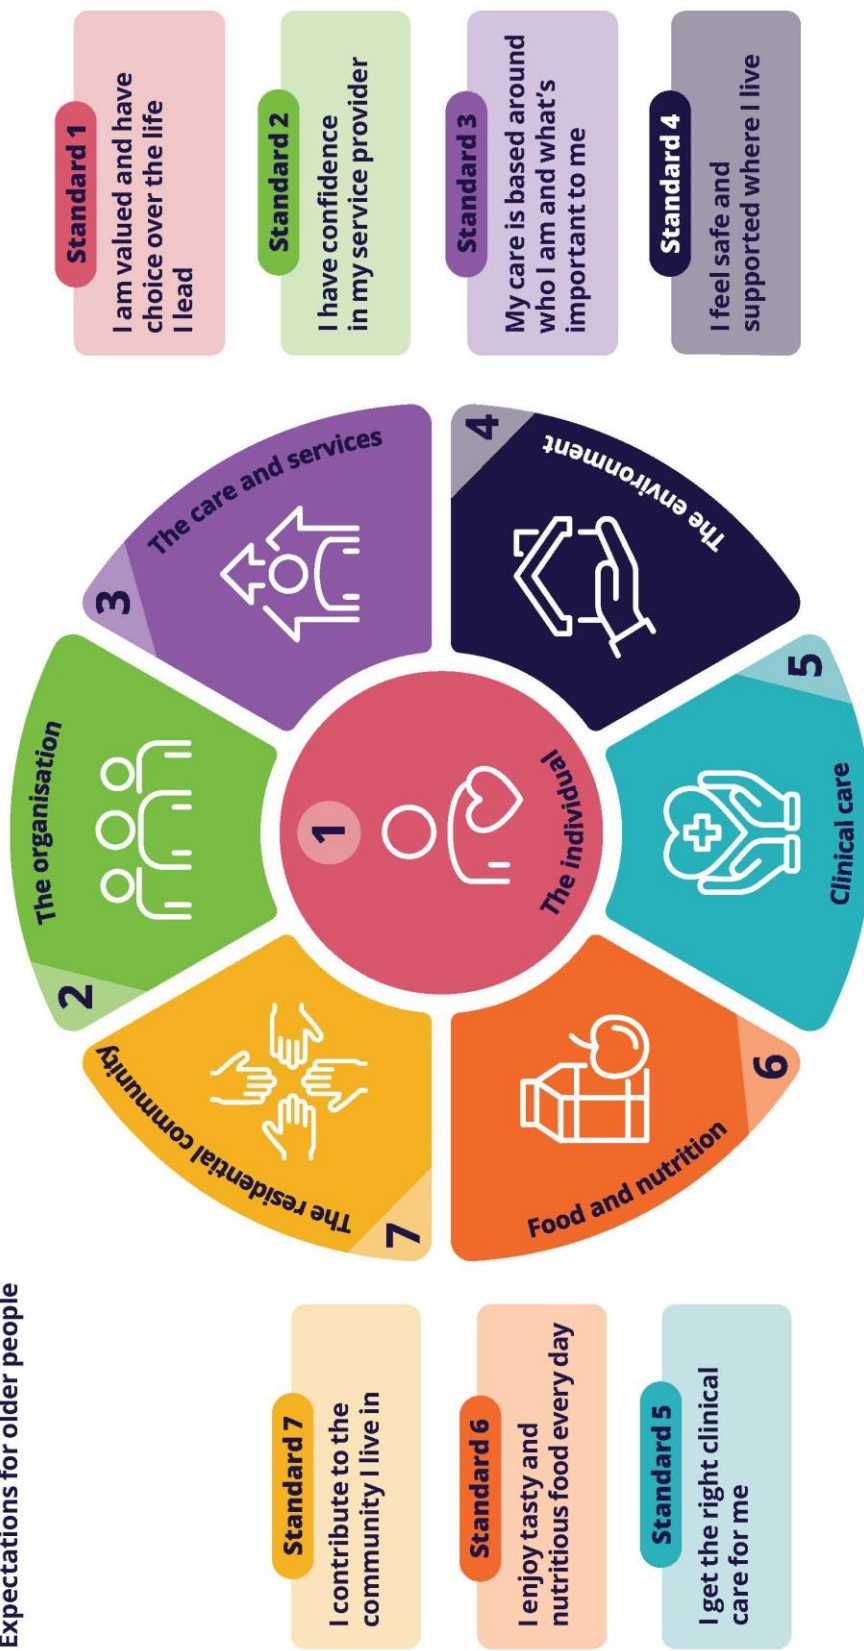 Expectations for older people
Standard 1
I am valued and have
choice over the life
I lead
Standard 2
I have confidence
in my service provider
Standard 3
My care is based around
who I am and what's
important to me
Standard 4
I feel safe and
supported where I live
Standard 7
I contribute to the
community I live in
Standard 6
I enjoy tasty and
nutritious food every day
Standard 5
I get the right clinical
care for me
1
The individual
2
The organisation
3
The care and services
4
The environment
5
Clinical care
6
Food and nutrition
7
The residential community